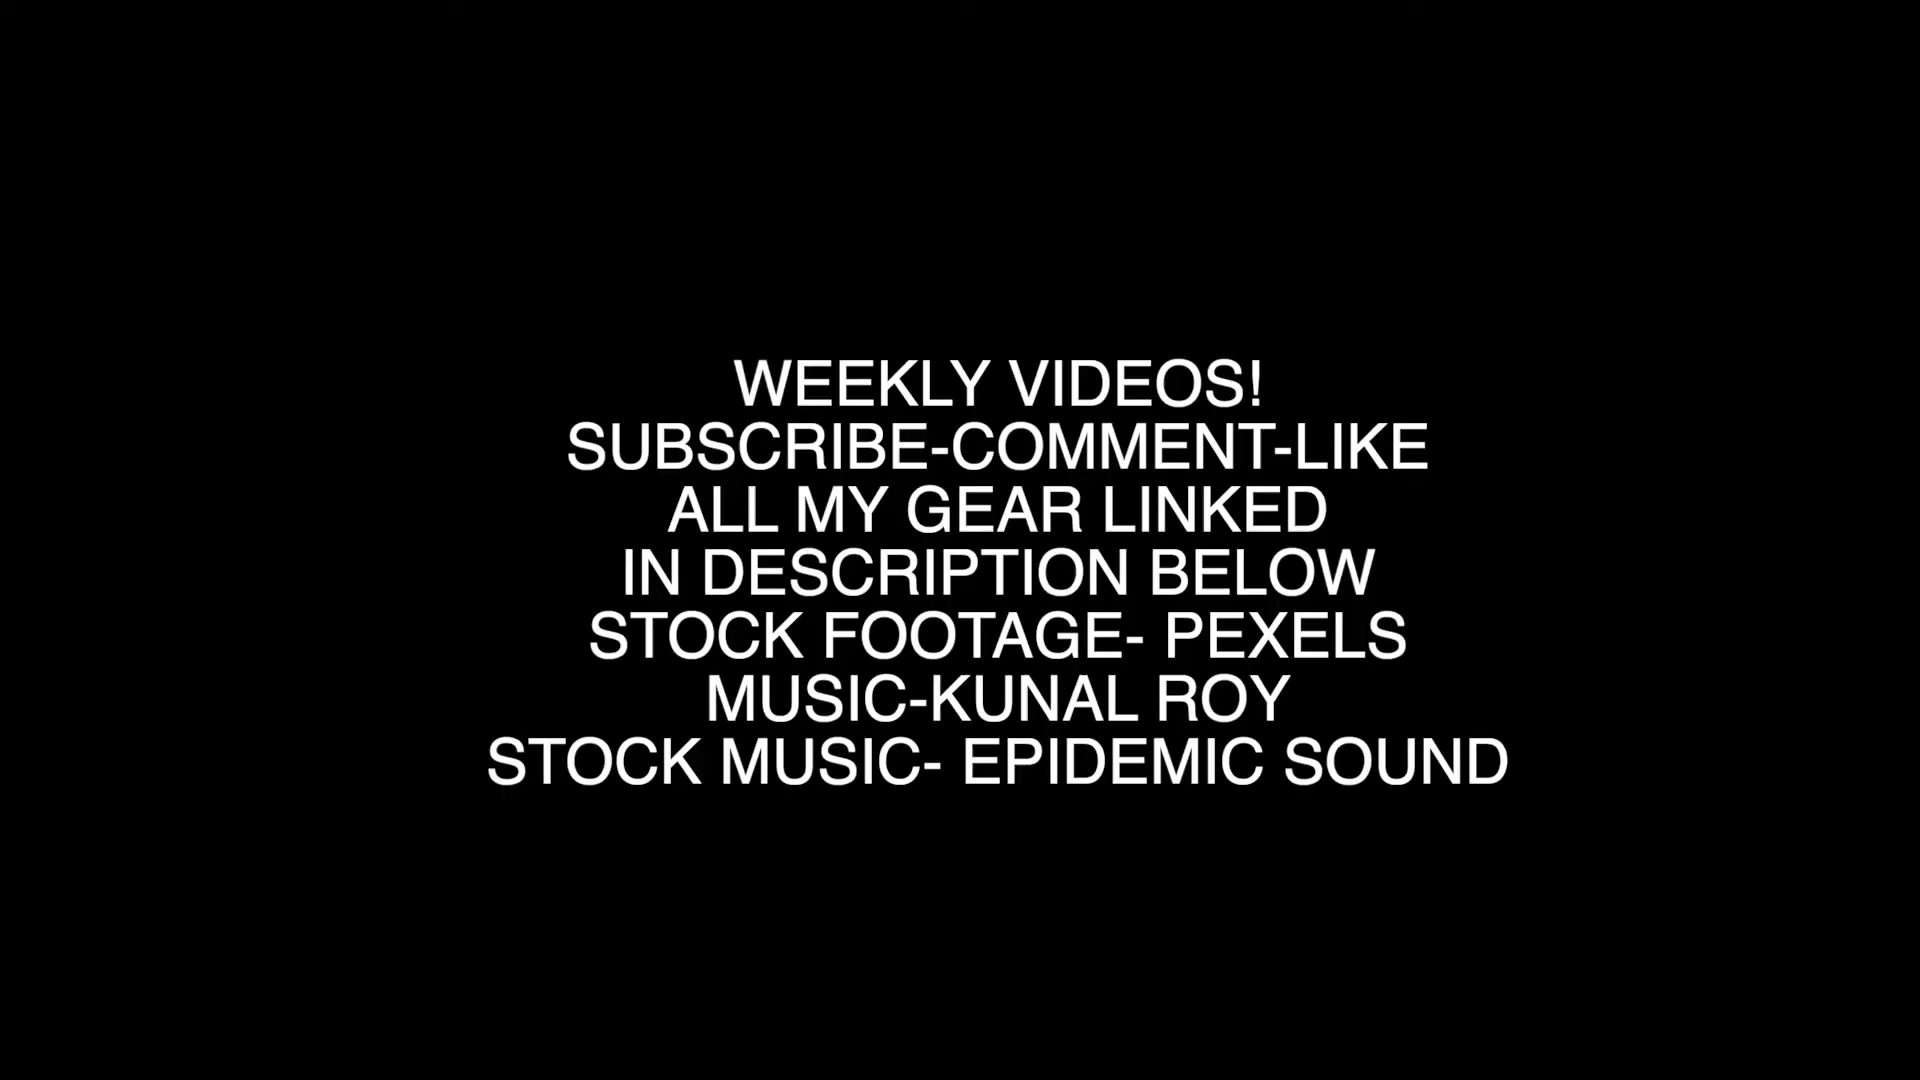 WEEKLY VIDEOS!
SUBSCRIBE-COMMENT-LIKE
ALL MY GEAR LINKED
IN DESCRIPTION BELOW
STOCK FOOTAGE- PEXELS
MUSIC-KUNAL ROY
STOCK MUSIC- EPIDEMIC SOUND